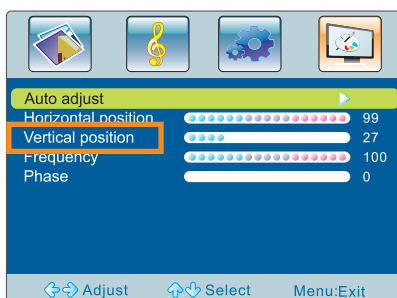 Auto adjust
Horizontal position 99
Vertical position 27
Frequency 100
Phase 0
Adjust Select Menu:Exit